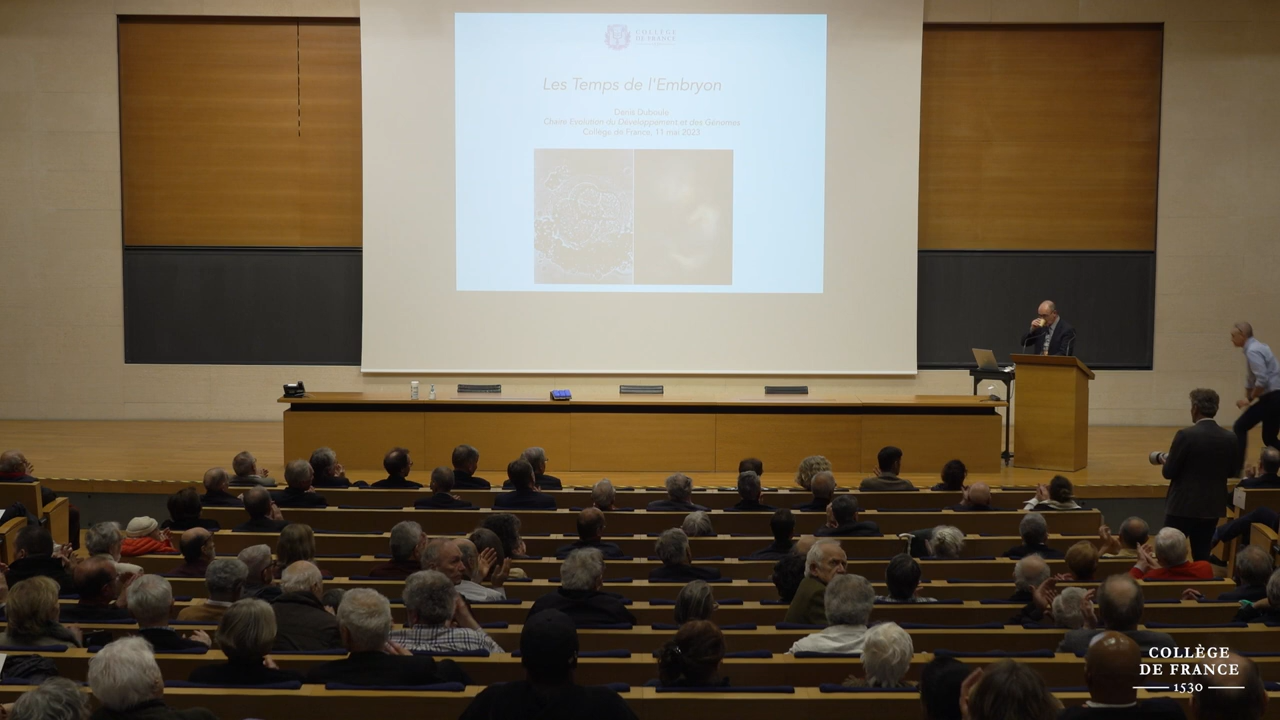 COLLÈGE
DE FRANCE
Les Temps de l'Embryon
Denis Duboule
Chaire Evolution du Développement et des Génomes
Collège de France, 11 mai 2023
COLLÈGE
DE FRANCE
1530